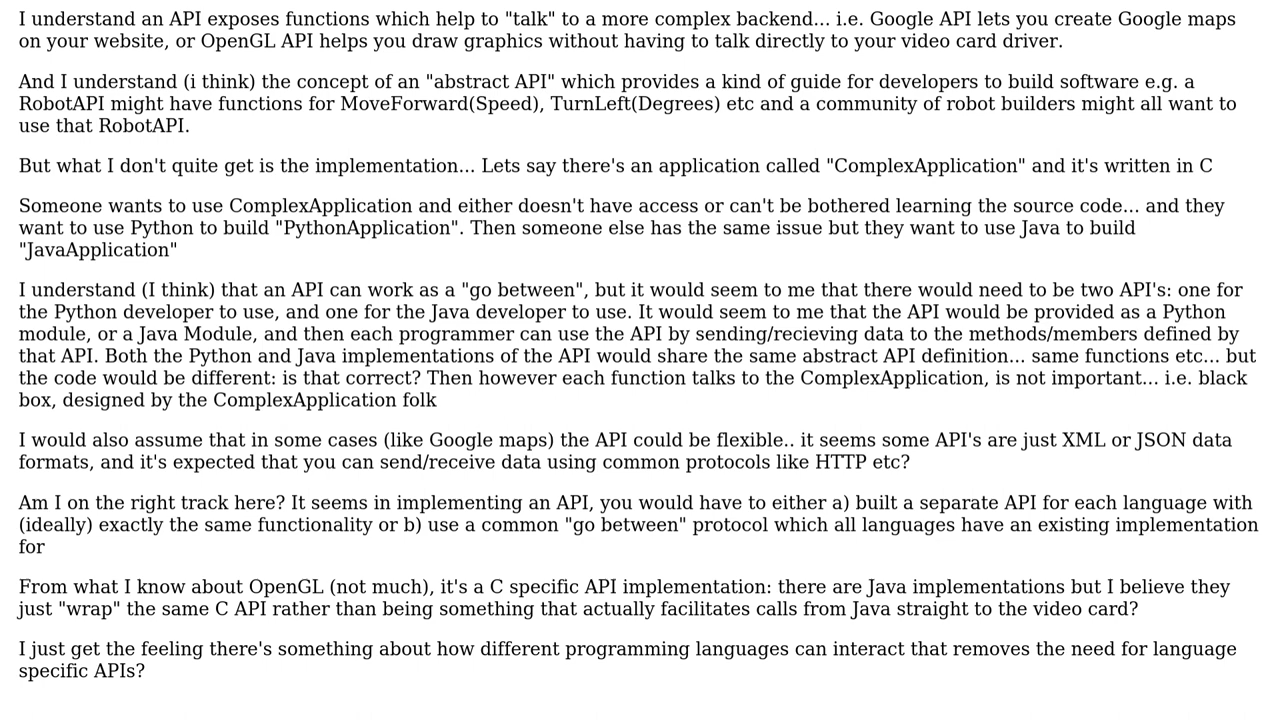 I understand an API exposes functions which help to "talk" to a more complex backend... i.e. Google API lets you create Google maps
on your website, or OpenGL API helps you draw graphics without having to talk directly to your video card driver.
And I understand (i think) the concept of an "abstract API" which provides a kind of guide for developers to build software e.g. a
RobotAPI might have functions for MoveForward(Speed), TurnLeft(Degrees) etc and a community of robot builders might all want to
use that RobotAPI.
But what I don't quite get is the implementation... Lets say there's an application called "ComplexApplication" and it's written in C
Someone wants to use ComplexApplication and either doesn't have access or can't be bothered learning the source code... and they
want to use Python to build "PythonApplication". Then someone else has the same issue but they want to use Java to build
"JavaApplication"
I understand (I think) that an API can work as a "go between", but it would seem to me that there would need to be two API's: one for
the Python developer to use, and one for the Java developer to use. It would seem to me that the API would be provided as a Python
module, or a Java Module, and then each programmer can use the API by sending/recieving data to the methods/members defined by
that API. Both the Python and Java implementations of the API would share the same abstract API definition... same functions etc... but
the code would be different: is that correct? Then however each function talks to the ComplexApplication, is not important... i.e. black
box, designed by the ComplexApplication folk
I would also assume that in some cases (like Google maps) the API could be flexible.. it seems some API's are just XML or JSON data
formats, and it's expected that you can send/receive data using common protocols like HTTP etc?
Am I on the right track here? It seems in implementing an API, you would have to either a) built a separate API for each language with
(ideally) exactly the same functionality or b) use a common "go between" protocol which all languages have an existing implementation
for
From what I know about OpenGL (not much), it's a C specific API implementation: there are Java implementations but I believe they
just "wrap" the same C API rather than being something that actually facilitates calls from Java straight to the video card?
I just get the feeling there's something about how different programming languages can interact that removes the need for language
specific APIs?